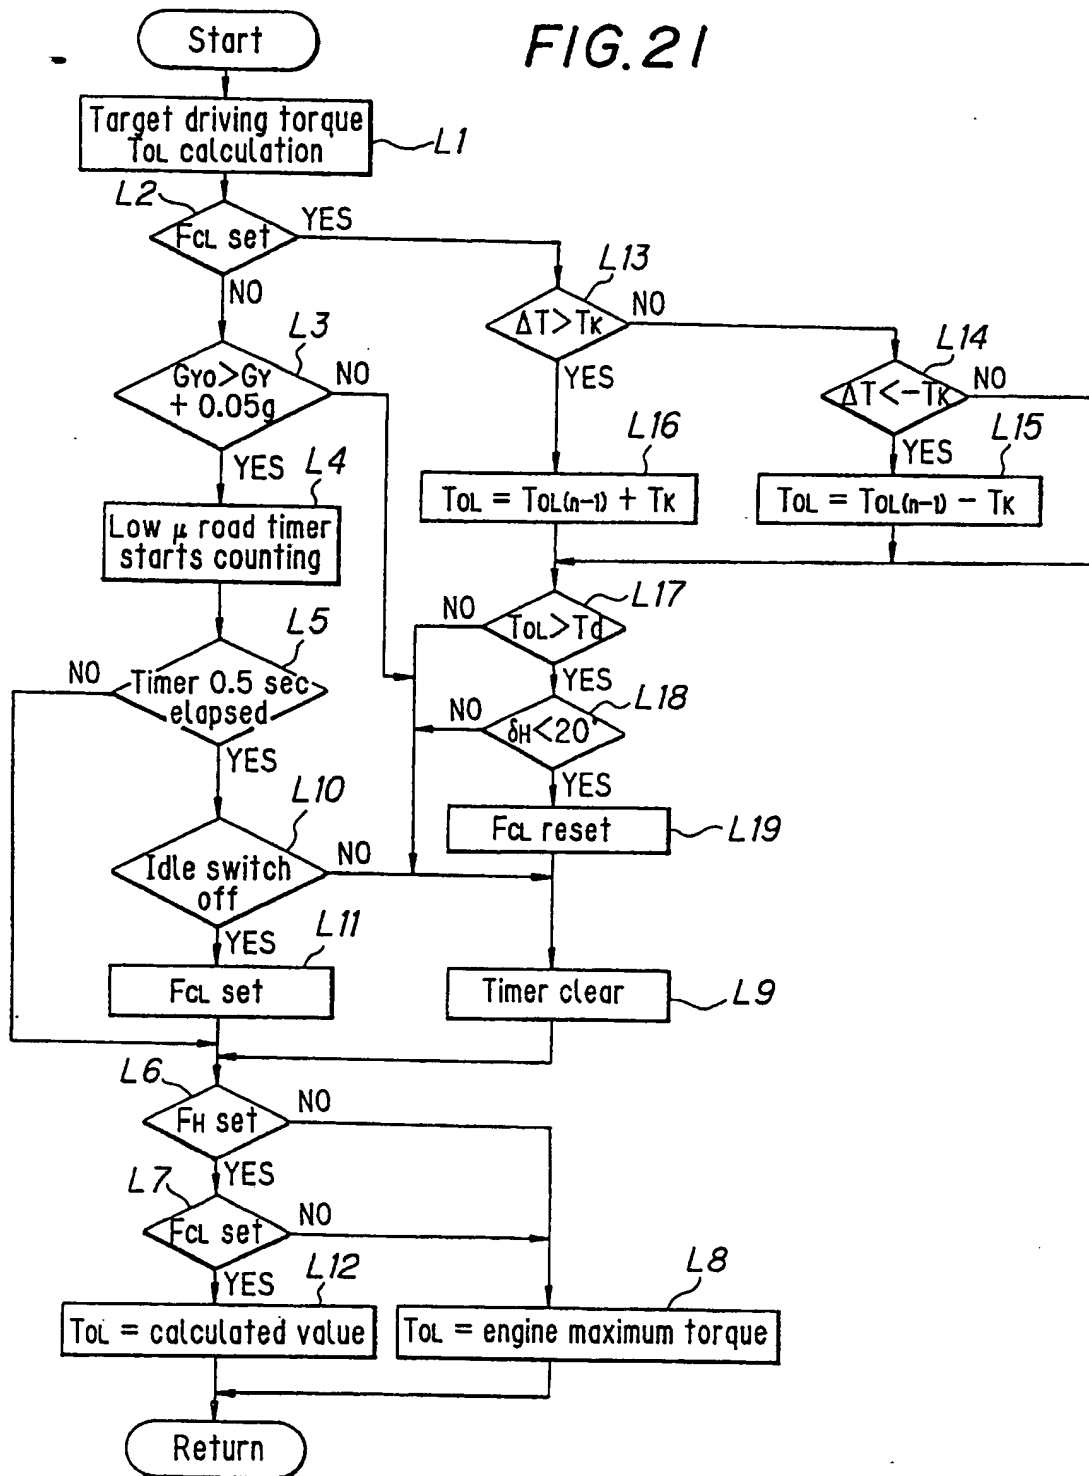 FIG.21
Start
Target driving torque
TOL calculation
L1
L2
FCL set
YES
NO
L13
ΔT>TK
NO
YES
L14
ΔT<-TK
NO
YES
L3
GYO>GY
+ 0.05g
NO
YES
L16
TOL = TOL(n-1) + TK
L15
TOL = TOL(n-1) - TK
L4
Low μ road timer
starts counting
L17
TOL>Td
NO
YES
L5
Timer 0.5 sec
elapsed
NO
YES
L18
δH<20°
NO
YES
L10
Idle switch
off
NO
YES
FCL reset
L19
L11
FCL set
Timer clear
L9
L6
FH set
NO
YES
L7
FCL set
NO
YES
L12
TOL = calculated value
L8
TOL = engine maximum torque
Return